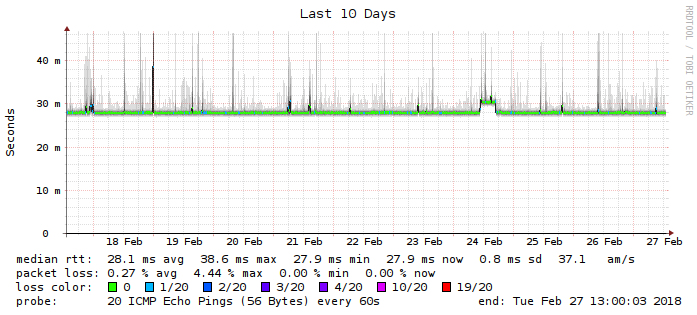 Last 10 Days
RRDTOOL / TOBI OETIKER
Seconds
40 m
30 m
20 m
10 m
0
18 Feb 19 Feb 20 Feb 21 Feb 22 Feb 23 Feb 24 Feb 25 Feb 26 Feb 27 Feb
median rtt: 28.1 ms avg 38.6 ms max 27.9 ms min 27.9 ms now 0.8 ms sd 37.1 am/s
packet loss: 0.27 % avg 4.44 % max 0.00 % min 0.00 % now
loss color: 0 1/20 2/20 3/20 4/20 10/20 19/20
probe: 20 ICMP Echo Pings (56 Bytes) every 60s end: Tue Feb 27 13:00:03 2018